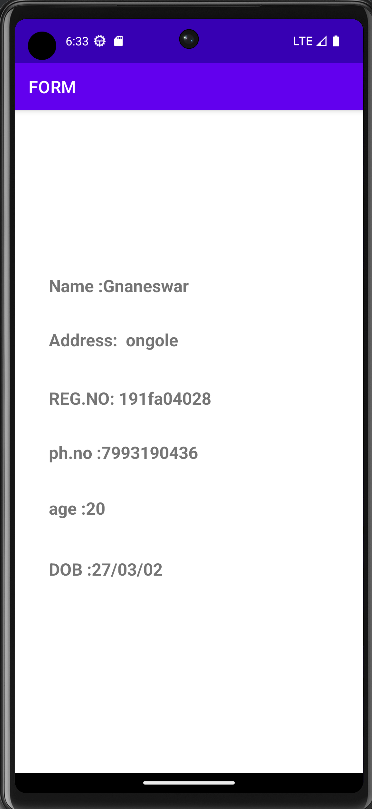 6:33 LTE
FORM
Name :Gnaneswar
Address:  ongole
REG.NO: 191fa04028
ph.no :7993190436
age :20
DOB :27/03/02